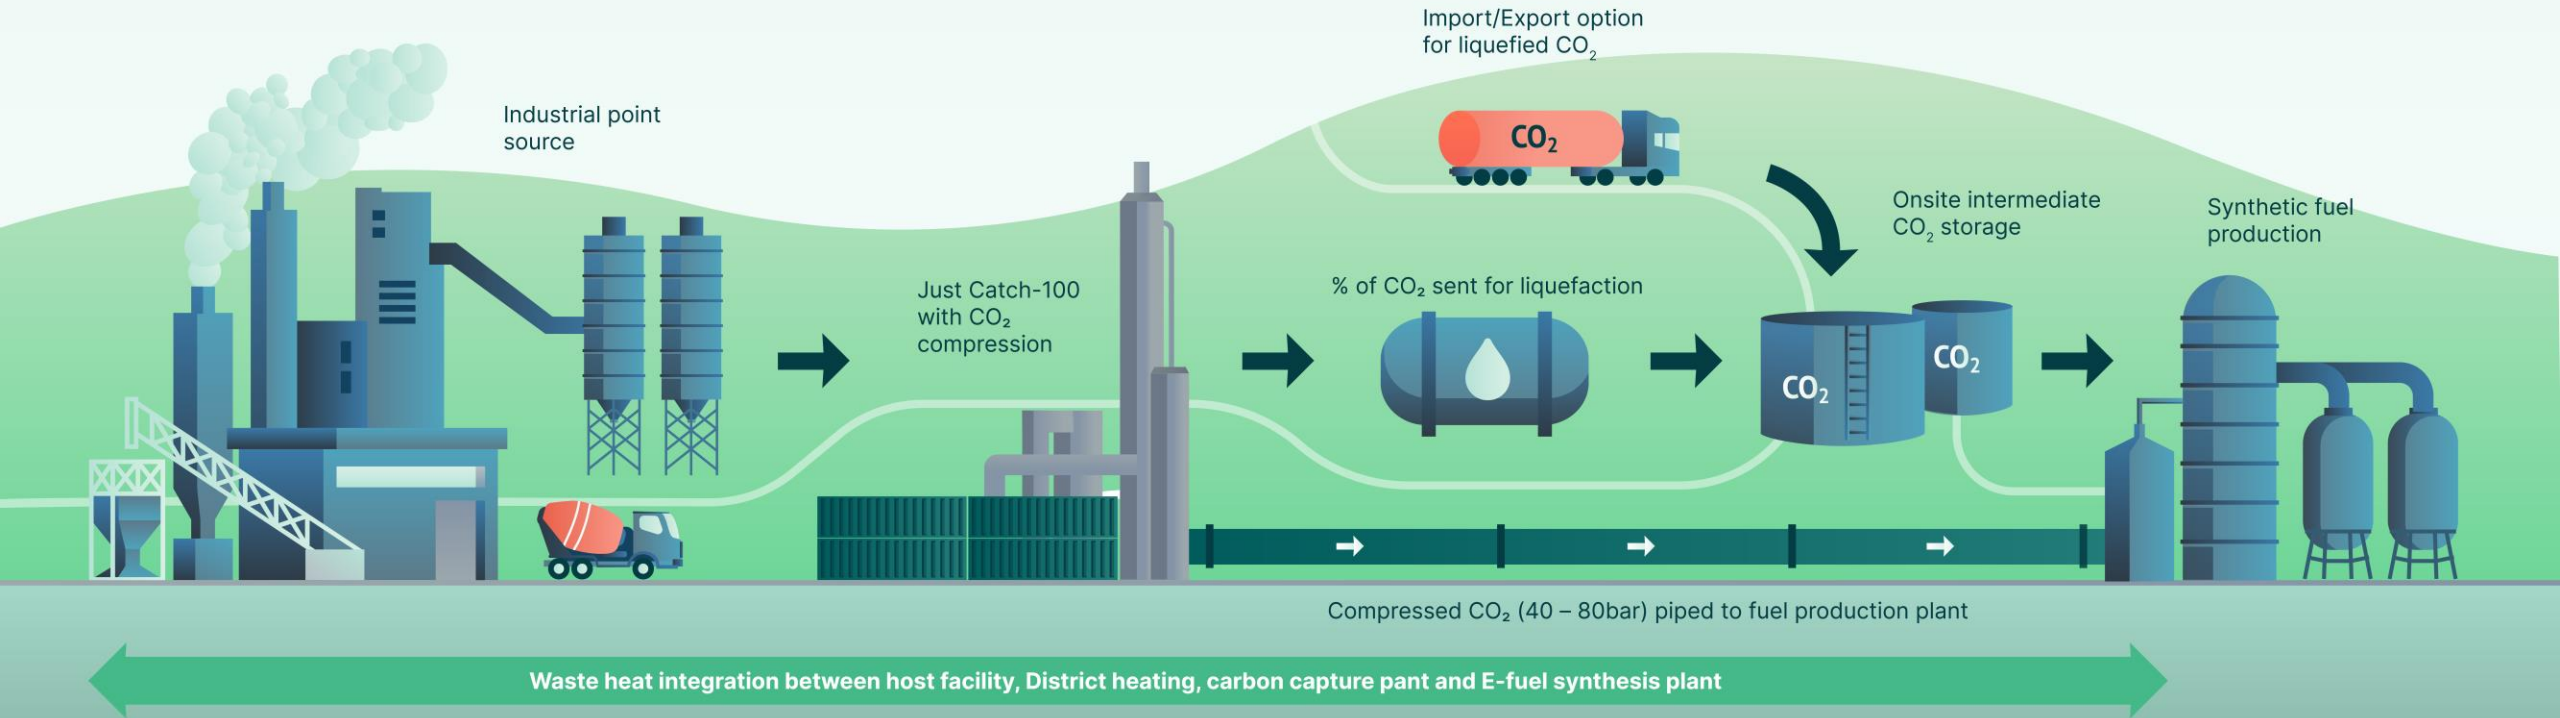 Import/Export option
for liquefied CO₂
Industrial point
source
CO₂
Onsite intermediate
CO₂ storage
Synthetic fuel
production
Just Catch-100
with CO₂
compression
% of CO₂ sent for liquefaction
CO₂
CO₂
Compressed CO₂ (40 – 80bar) piped to fuel production plant
Waste heat integration between host facility, District heating, carbon capture pant and E-fuel synthesis plant